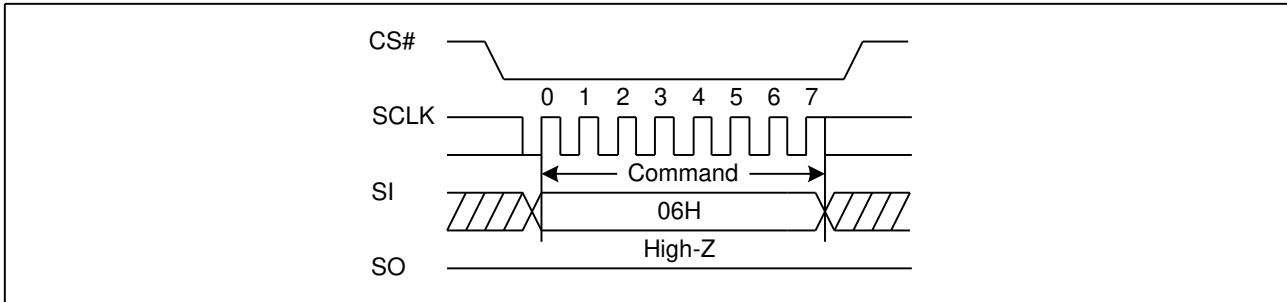 CS#
0 1 2 3 4 5 6 7
SCLK
Command
SI
06H
High-Z
SO